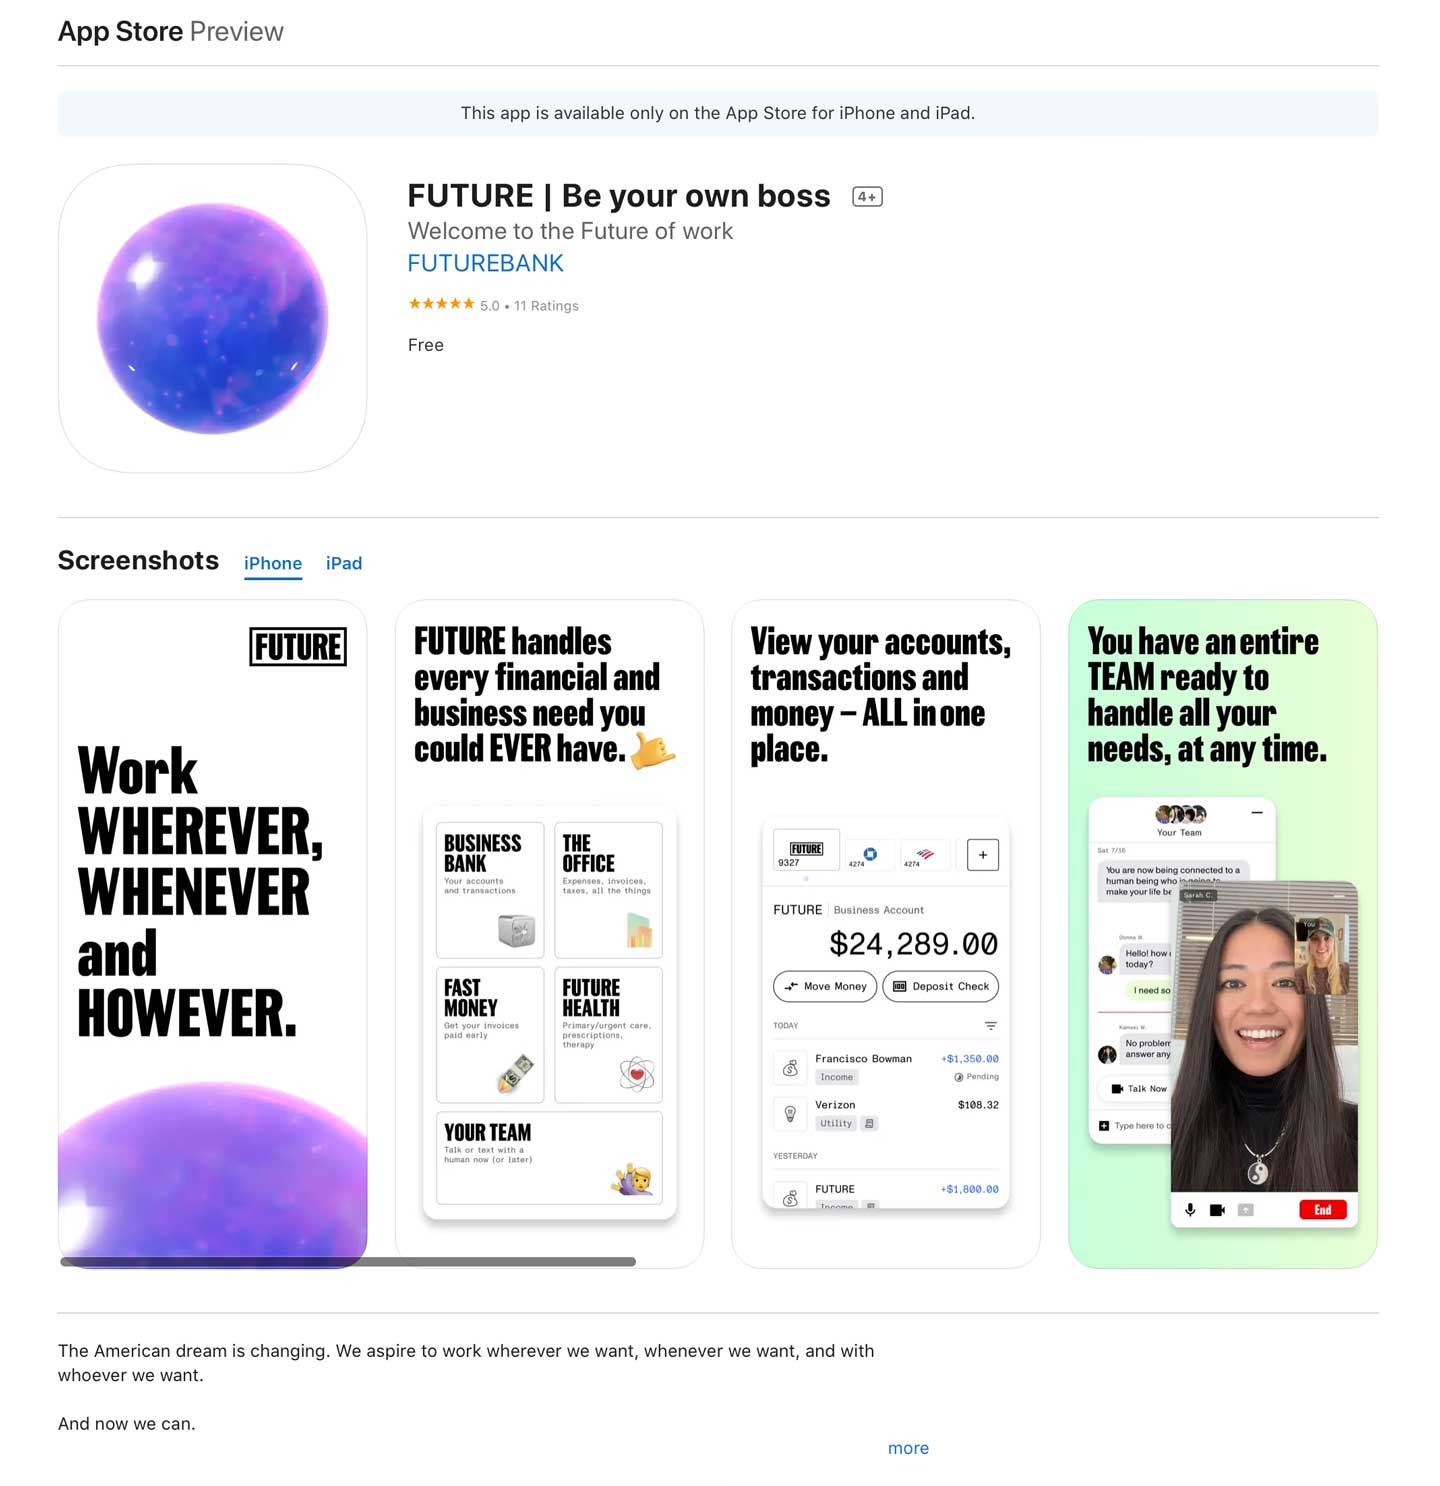 App Store Preview
This app is available only on the App Store for iPhone and iPad.
FUTURE | Be your own boss 4+
Welcome to the Future of work
FUTUREBANK
★★★★★ 5.0 • 11 Ratings
Free
Screenshots iPhone iPad
FUTURE
Work
WHEREVER,
WHENEVER
and
HOWEVER.
FUTURE handles
every financial and
business need you
could EVER have.
BUSINESS
BANK
Your accounts
and transactions
THE
OFFICE
Expenses, invoices,
taxes, all the things
FAST
MONEY
Get your invoices
paid early
FUTURE
HEALTH
Primary/urgent care,
prescriptions,
therapy
YOUR TEAM
Talk or text with a
human now (or later)
View your accounts,
transactions and
money – ALL in one
place.
FUTURE
9327
4274
4274
+
FUTURE | Business Account
$24,289.00
Move Money
Deposit Check
TODAY
Francisco Bowman +$1,350.00
Income Pending
Verizon $108.32
Utility
YESTERDAY
FUTURE +$1,800.00
Income
You have an entire
TEAM ready to
handle all your
needs, at any time.
Your Team
Sat 7/16
You are now being connected to a
human being who is going to
make your life be
Sarah C.
You
Donna W.
Hello! how
today?
I need so
Kamuei W.
No problem
answer any
Talk Now
Type here to c
End
The American dream is changing. We aspire to work wherever we want, whenever we want, and with
whoever we want.
And now we can.
more